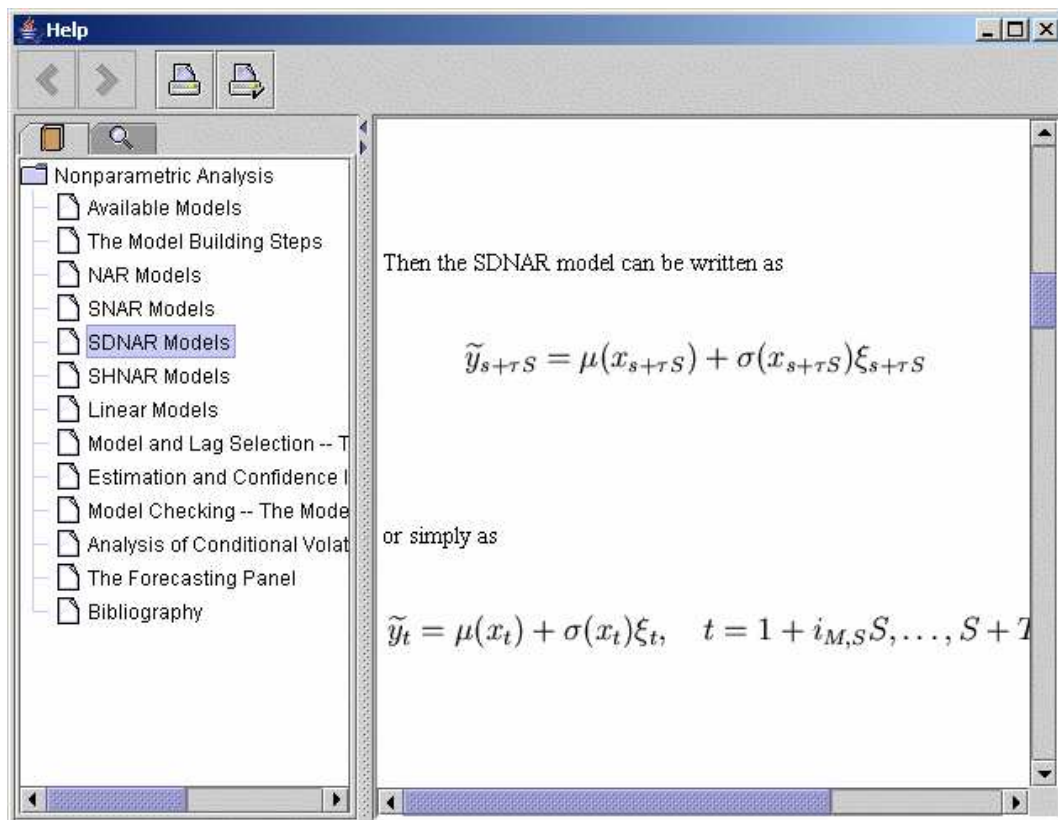 Help
Nonparametric Analysis
Available Models
The Model Building Steps
NAR Models
SNAR Models
SDNAR Models
SHNAR Models
Linear Models
Model and Lag Selection -- T
Estimation and Confidence I
Model Checking -- The Mode
Analysis of Conditional Volat
The Forecasting Panel
Bibliography
Then the SDNAR model can be written as
ỹ_{s+τS} = μ(x_{s+τS}) + σ(x_{s+τS})ξ_{s+τS}
or simply as
ỹ_t = μ(x_t) + σ(x_t)ξ_t, t = 1 + i_{M,S}S, . . . , S + T